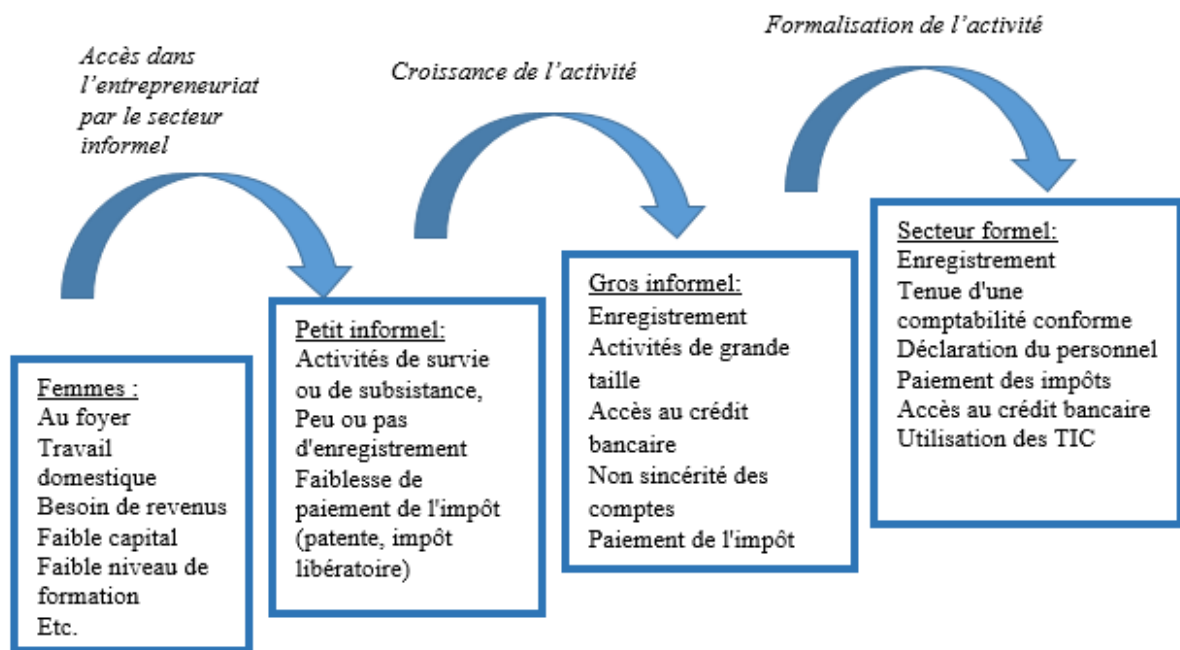 Accès dans
l’entrepreneuriat
par le secteur
informel
Croissance de l’activité
Formalisation de l’activité
Femmes :
Au foyer
Travail
domestique
Besoin de revenus
Faible capital
Faible niveau de
formation
Etc.
Petit informel:
Activités de survie
ou de subsistance,
Peu ou pas
d'enregistrement
Faiblesse de
paiement de l'impôt
(patente, impôt
libératoire)
Gros informel:
Enregistrement
Activités de grande
taille
Accès au crédit
bancaire
Non sincérité des
comptes
Paiement de l'impôt
Secteur formel:
Enregistrement
Tenue d'une
comptabilité conforme
Déclaration du personnel
Paiement des impôts
Accès au crédit bancaire
Utilisation des TIC